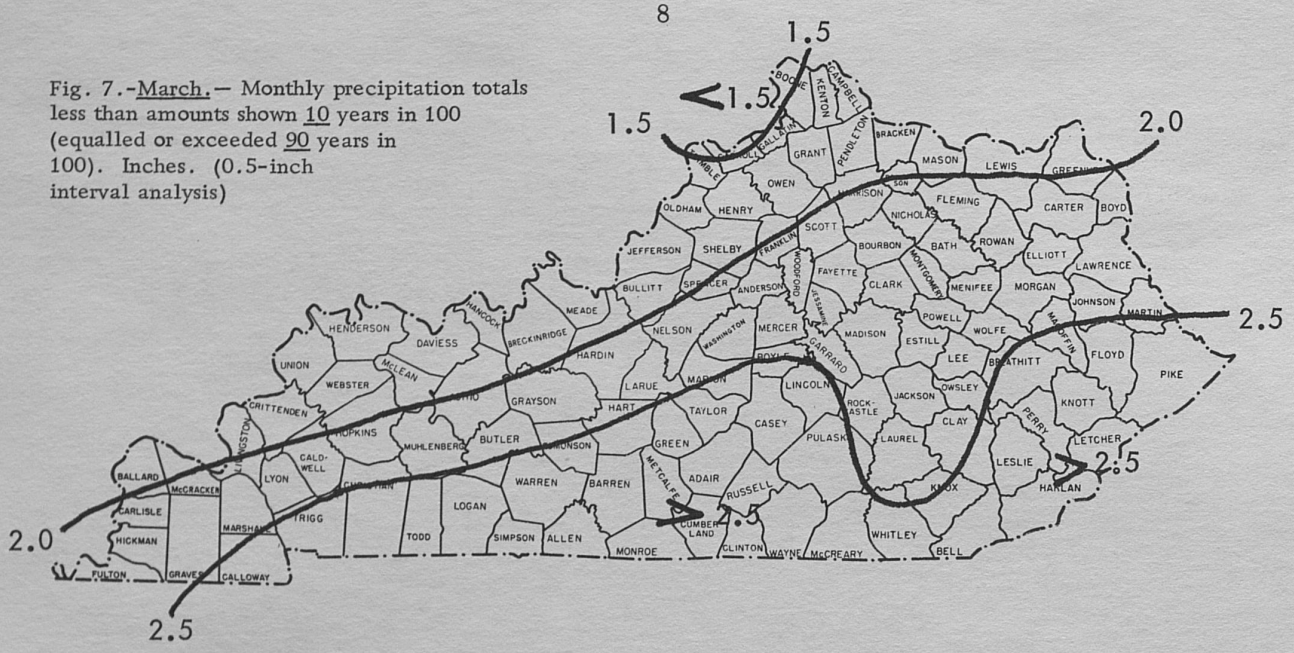 8
Fig. 7.-March.— Monthly precipitation totals
less than amounts shown 10 years in 100
(equalled or exceeded 90 years in
100). Inches. (0.5-inch
interval analysis)
1.5
<1.5
1.5
2.0
BOONE
KENTON
CAMPBELL
GALLATIN
GRANT
PENDLETON
BRACKEN
MASON
LEWIS
OWEN
FLEMING
CARTER
BOYD
OLDHAM
HENRY
NICHOLAS
SCOTT
JEFFERSON
SHELBY
FRANKLIN
BOURBON
BATH
ROWAN
ELLIOTT
LAWRENCE
BULLITT
SPENCER
ANDERSON
WOODFORD
FAYETTE
CLARK
MONTGOMERY
MENIFEE
MORGAN
JOHNSON
MARTIN
MEADE
HANCOCK
JESSAMINE
POWELL
WOLFE
2.5
HENDERSON
DAVIESS
BRECKINRIDGE
NELSON
WASHINGTON
MERCER
MADISON
GARRARD
ESTILL
LEE
BREATHITT
FLOYD
PIKE
HARDIN
UNION
McLEAN
WEBSTER
LARUE
MARION
BOYLE
LINCOLN
OWSLEY
JACKSON
KNOTT
GRAYSON
HART
TAYLOR
ROCK-
CASTLE
PERRY
CRITTENDEN
LIVINGSTON
HOPKINS
MUHLENBERG
BUTLER
CASEY
PULASKI
LAUREL
CLAY
LETCHER
GREEN
CALD-
WELL
LYON
BALLARD
McCRACKEN
WARREN
BARREN
METCALFE
ADAIR
RUSSELL
LESLIE
>2.5
HARLAN
KNOX
CARLISLE
MARSHALL
TRIGG
LOGAN
>2.5
CUMBER-
LAND
HICKMAN
TODD
SIMPSON
ALLEN
MONROE
CLINTON
WAYNE
McCREARY
WHITLEY
BELL
2.0
FULTON
GRAVES
CALLOWAY
2.5